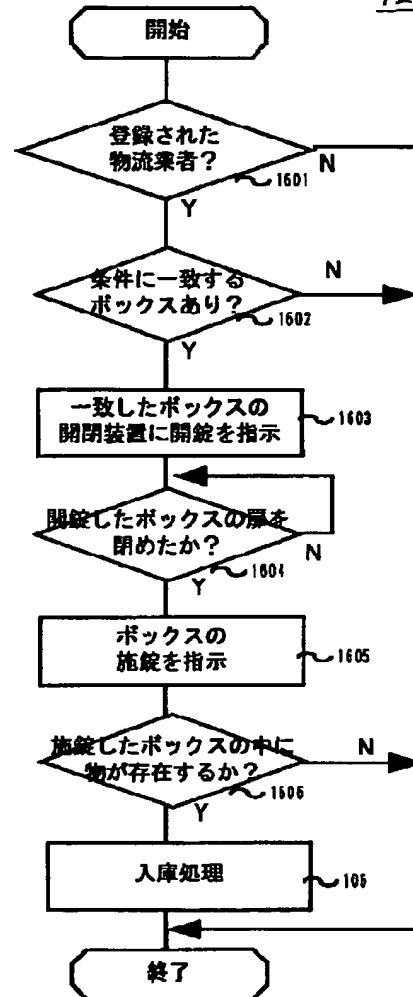 開始
登録された
物流業者?
N
1601
Y
条件に一致する
ボックスあり?
N
1602
Y
一致したボックスの
開閉装置に開錠を指示
1603
開錠したボックスの扉を
閉めたか?
N
1604
Y
ボックスの
施錠を指示
1605
施錠したボックスの中に
物が存在するか?
N
1606
Y
入庫処理
106
終了